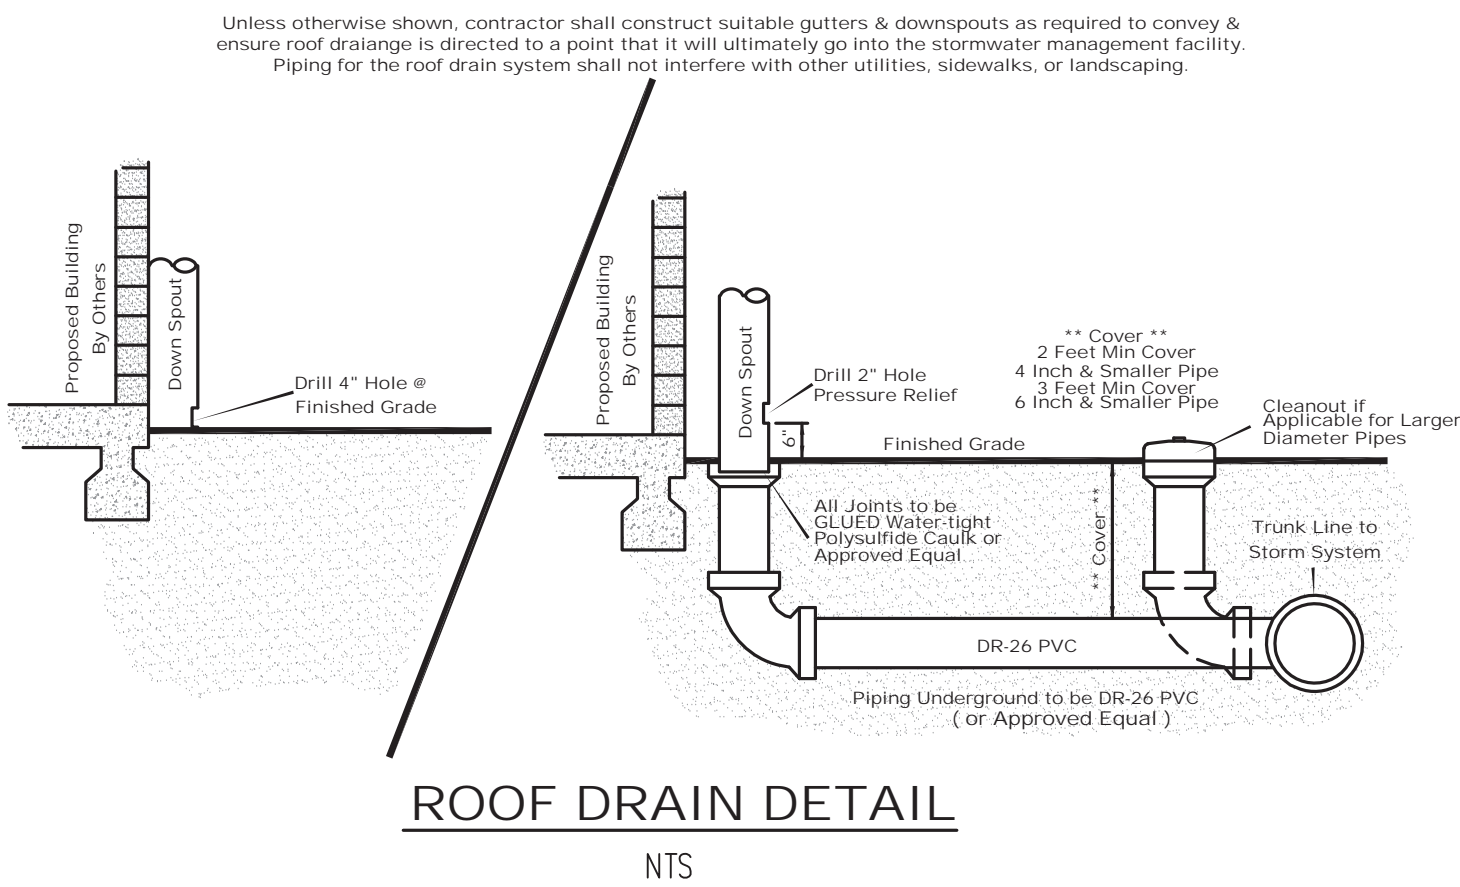 Unless otherwise shown, contractor shall construct suitable gutters & downspouts as required to convey &
ensure roof draiange is directed to a point that it will ultimately go into the stormwater management facility.
Piping for the roof drain system shall not interfere with other utilities, sidewalks, or landscaping.
Proposed Building
By Others
Down Spout
Drill 4" Hole @
Finished Grade
Proposed Building
By Others
Down Spout
Drill 2" Hole
Pressure Relief
6"
** Cover **
2 Feet Min Cover
4 Inch & Smaller Pipe
3 Feet Min Cover
6 Inch & Smaller Pipe
Finished Grade
Cleanout if
Applicable for Larger
Diameter Pipes
All Joints to be
GLUED Water-tight
Polysulfide Caulk or
Approved Equal
** Cover **
Trunk Line to
Storm System
DR-26 PVC
Piping Underground to be DR-26 PVC
( or Approved Equal )
ROOF DRAIN DETAIL
NTS